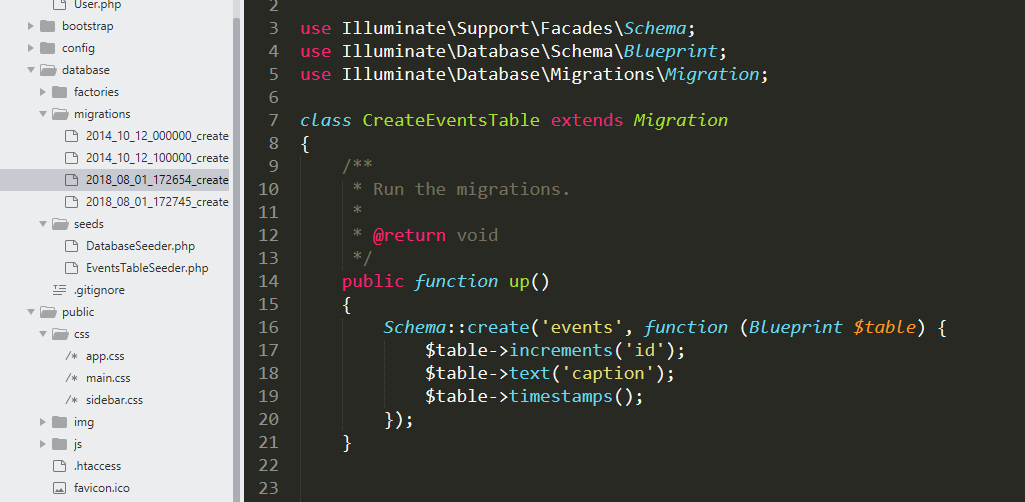 User.php
bootstrap
config
database
factories
migrations
2014_10_12_000000_create
2014_10_12_100000_create
2018_08_01_172654_create
2018_08_01_172745_create
seeds
DatabaseSeeder.php
EventsTableSeeder.php
.gitignore
public
css
/* app.css
/* main.css
/* sidebar.css
img
js
.htaccess
favicon.ico
2
3 use Illuminate\Support\Facades\Schema;
4 use Illuminate\Database\Schema\Blueprint;
5 use Illuminate\Database\Migrations\Migration;
6
7 class CreateEventsTable extends Migration
8 {
9     /**
10      * Run the migrations.
11      *
12      * @return void
13      */
14     public function up()
15     {
16         Schema::create('events', function (Blueprint $table) {
17             $table->increments('id');
18             $table->text('caption');
19             $table->timestamps();
20         });
21     }
22
23